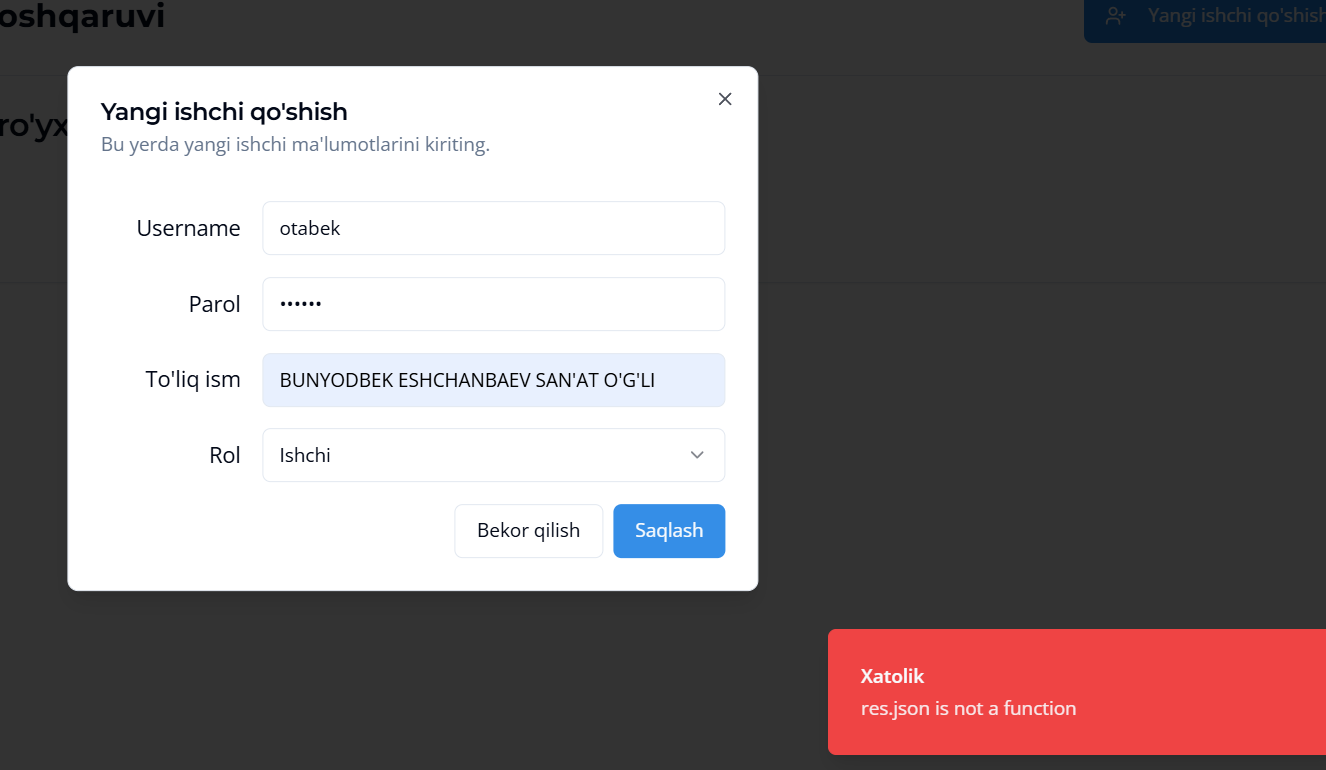 oshqaruvi
Yangi ishchi qo'shish
ro'yx
Yangi ishchi qo'shish
Bu yerda yangi ishchi ma'lumotlarini kiriting.
Username
otabek
Parol
••••••
To'liq ism
BUNYODBEK ESHCHANBAEV SAN'AT O'G'LI
Rol
Ishchi
Bekor qilish
Saqlash
Xatolik
res.json is not a function